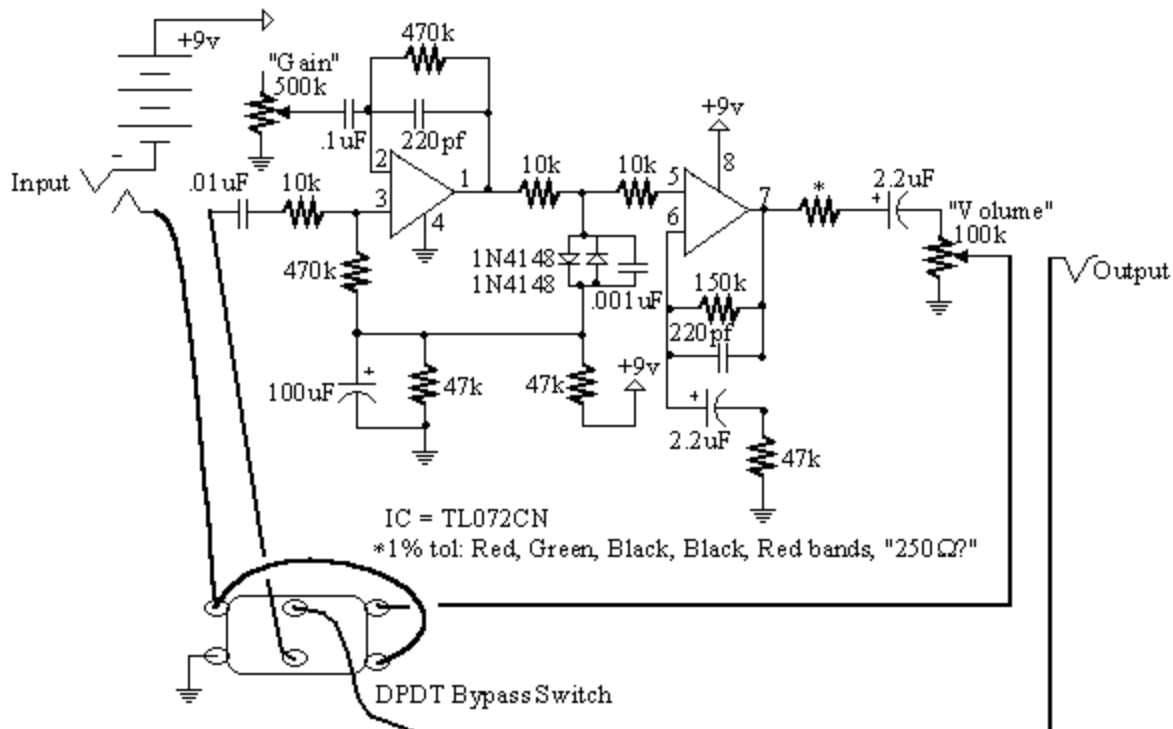 +9v
"Gain"
500k
470k
.1uF
220pf
+9v
-
Input
.01uF
10k
2
3
1
4
10k
10k
5
6
8
7
*
2.2uF
+
"Volume"
100k
Output
470k
1N4148
1N4148
.001uF
150k
220pf
+9v
100uF
+
47k
47k
+
2.2uF
47k
IC = TL072CN
*1% tol: Red, Green, Black, Black, Red bands, "250Ω?"
DPDT Bypass Switch